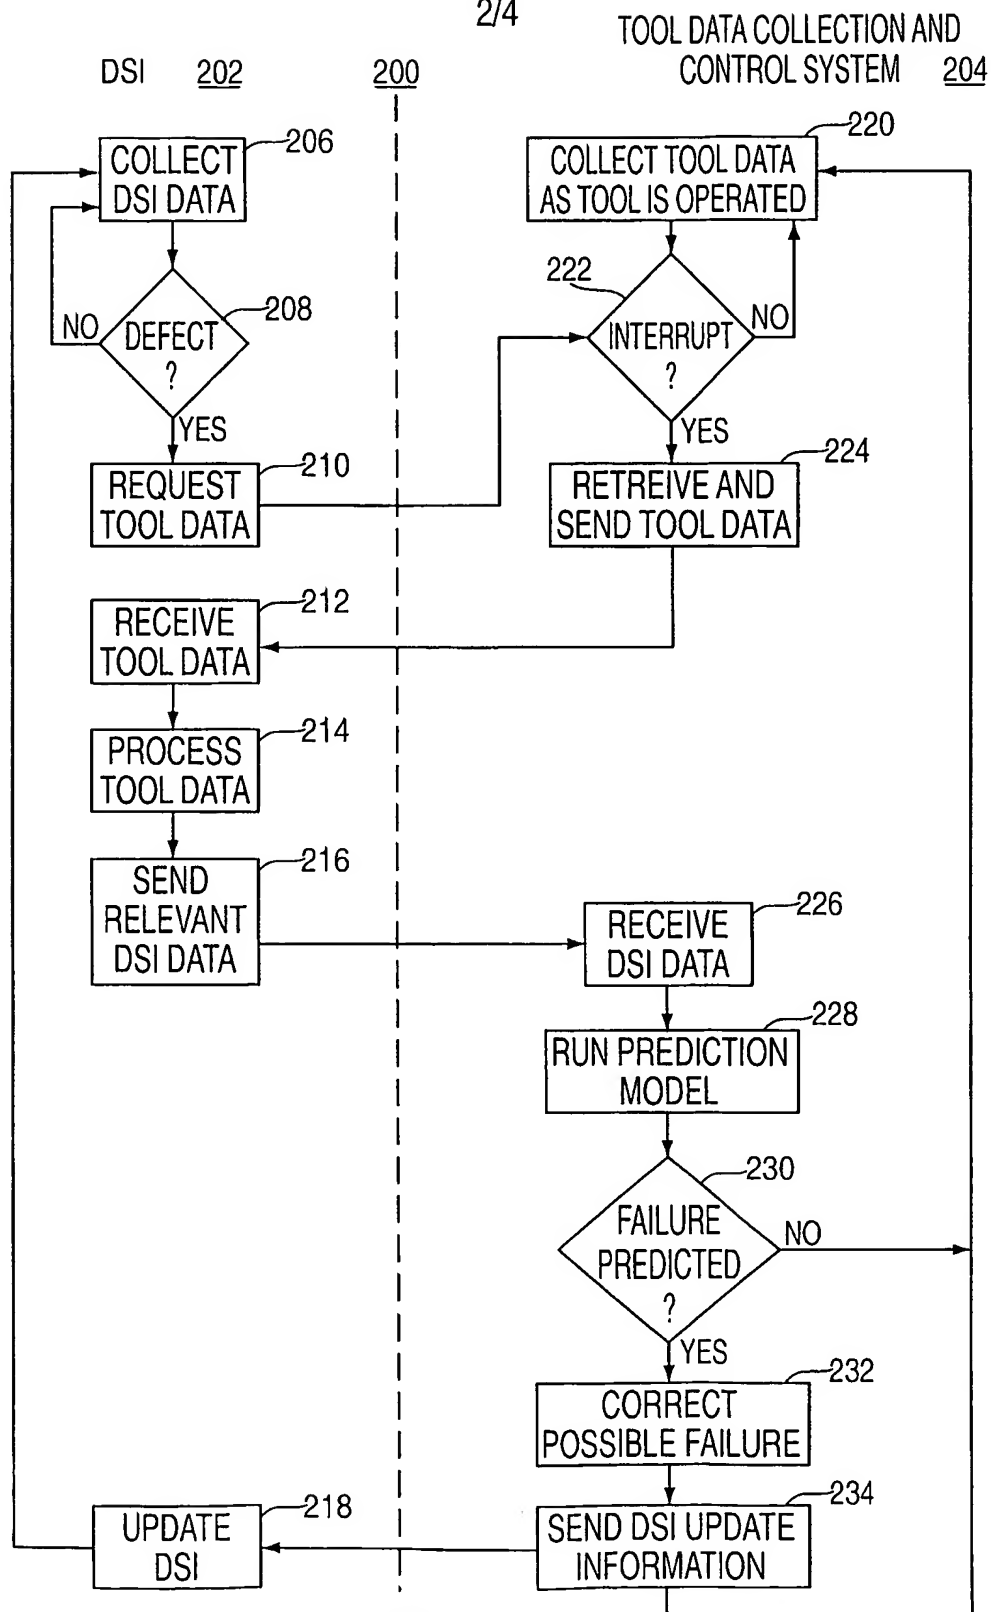 2/4
TOOL DATA COLLECTION AND
CONTROL SYSTEM 204
DSI 202
200
COLLECT
DSI DATA
206
DEFECT
?
208
NO
YES
REQUEST
TOOL DATA
210
RECEIVE
TOOL DATA
212
PROCESS
TOOL DATA
214
SEND
RELEVANT
DSI DATA
216
UPDATE
DSI
218
COLLECT TOOL DATA
AS TOOL IS OPERATED
220
INTERRUPT
?
222
NO
YES
RETREIVE AND
SEND TOOL DATA
224
RECEIVE
DSI DATA
226
RUN PREDICTION
MODEL
228
FAILURE
PREDICTED
?
230
NO
YES
CORRECT
POSSIBLE FAILURE
232
SEND DSI UPDATE
INFORMATION
234